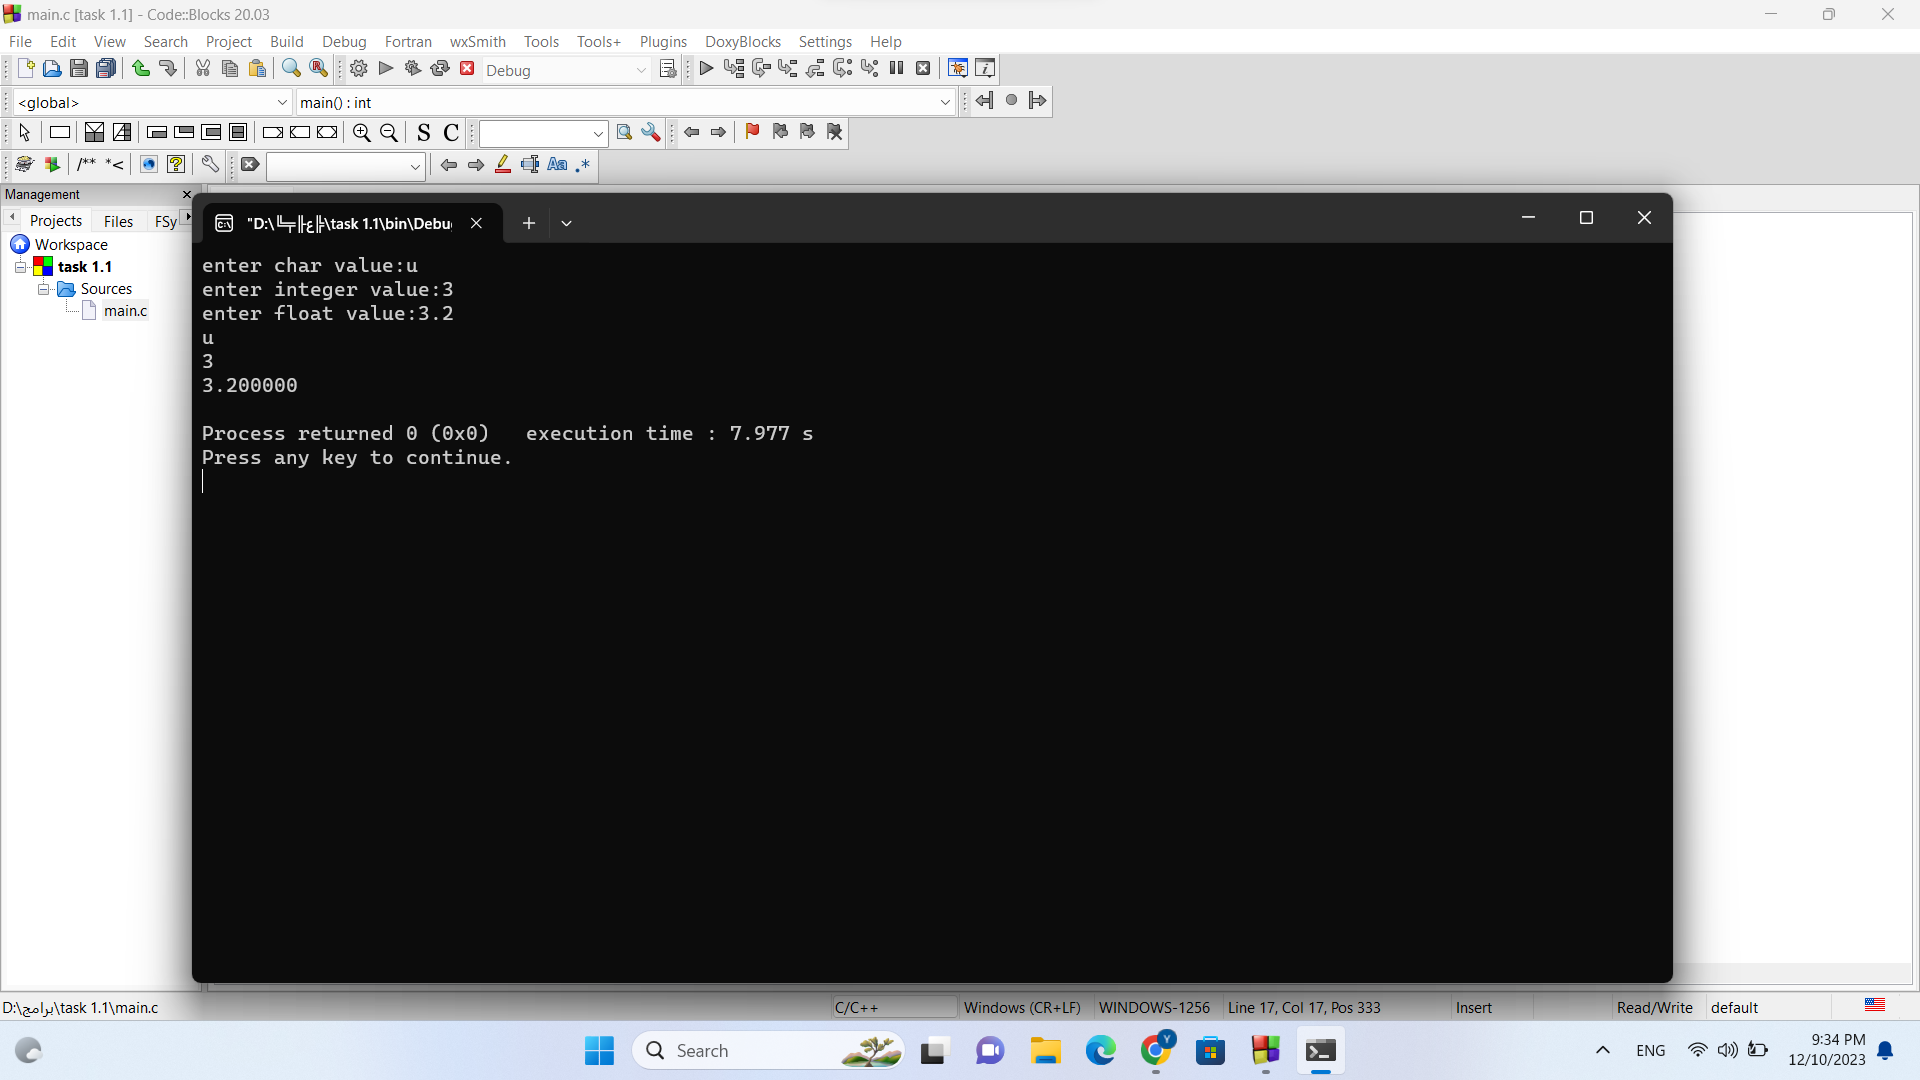 main.c [task 1.1] - Code::Blocks 20.03
File Edit View Search Project Build Debug Fortran wxSmith Tools Tools+ Plugins DoxyBlocks Settings Help
Debug
<global> main() : int
S C
/** *<
Aa .*
Management
Projects Files FSy
Workspace
task 1.1
Sources
main.c
\task 1.1\bin\Debu
enter char value:u
enter integer value:3
enter float value:3.2
u
3
3.200000
Process returned 0 (0x0)   execution time : 7.977 s
Press any key to continue.
D:\برامج\task 1.1\main.c C/C++ Windows (CR+LF) WINDOWS-1256 Line 17, Col 17, Pos 333 Insert Read/Write default
Search
Y
ENG
9:34 PM
12/10/2023